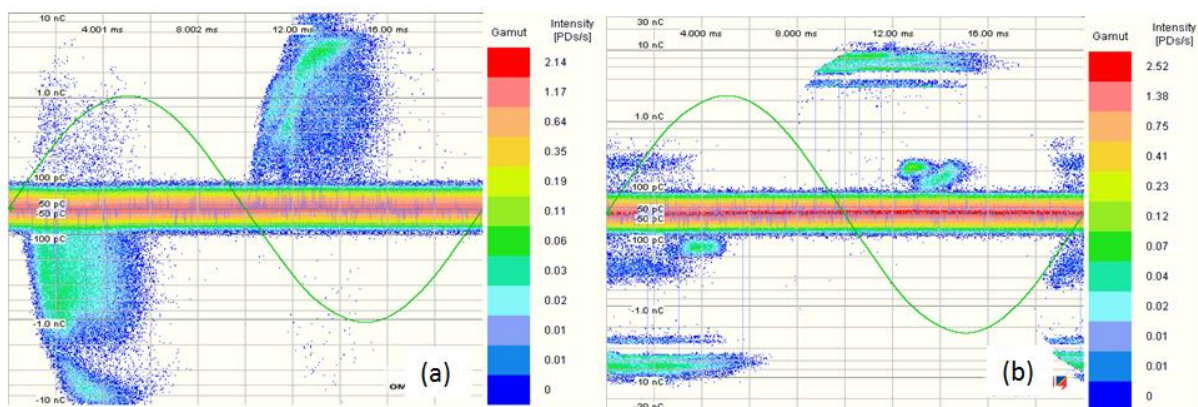 10 nC
4.001 ms
8.002 ms
12.00 ms
16.00 ms
1.0 nC
100 pC
50 pC
-50 pC
100 pC
-1.0 nC
-10 nC
(a)
Gamut
Intensity
[PDs/s]
2.14
1.17
0.64
0.35
0.19
0.11
0.06
0.03
0.02
0.01
0.01
0
30 nC
10 nC
4.000 ms
8.000 ms
12.00 ms
16.00 ms
1.0 nC
100 pC
50 pC
-50 pC
-100 pC
-1.0 nC
-10 nC
(b)
Gamut
Intensity
[PDs/s]
2.52
1.38
0.75
0.41
0.23
0.12
0.07
0.04
0.02
0.01
0.01
0